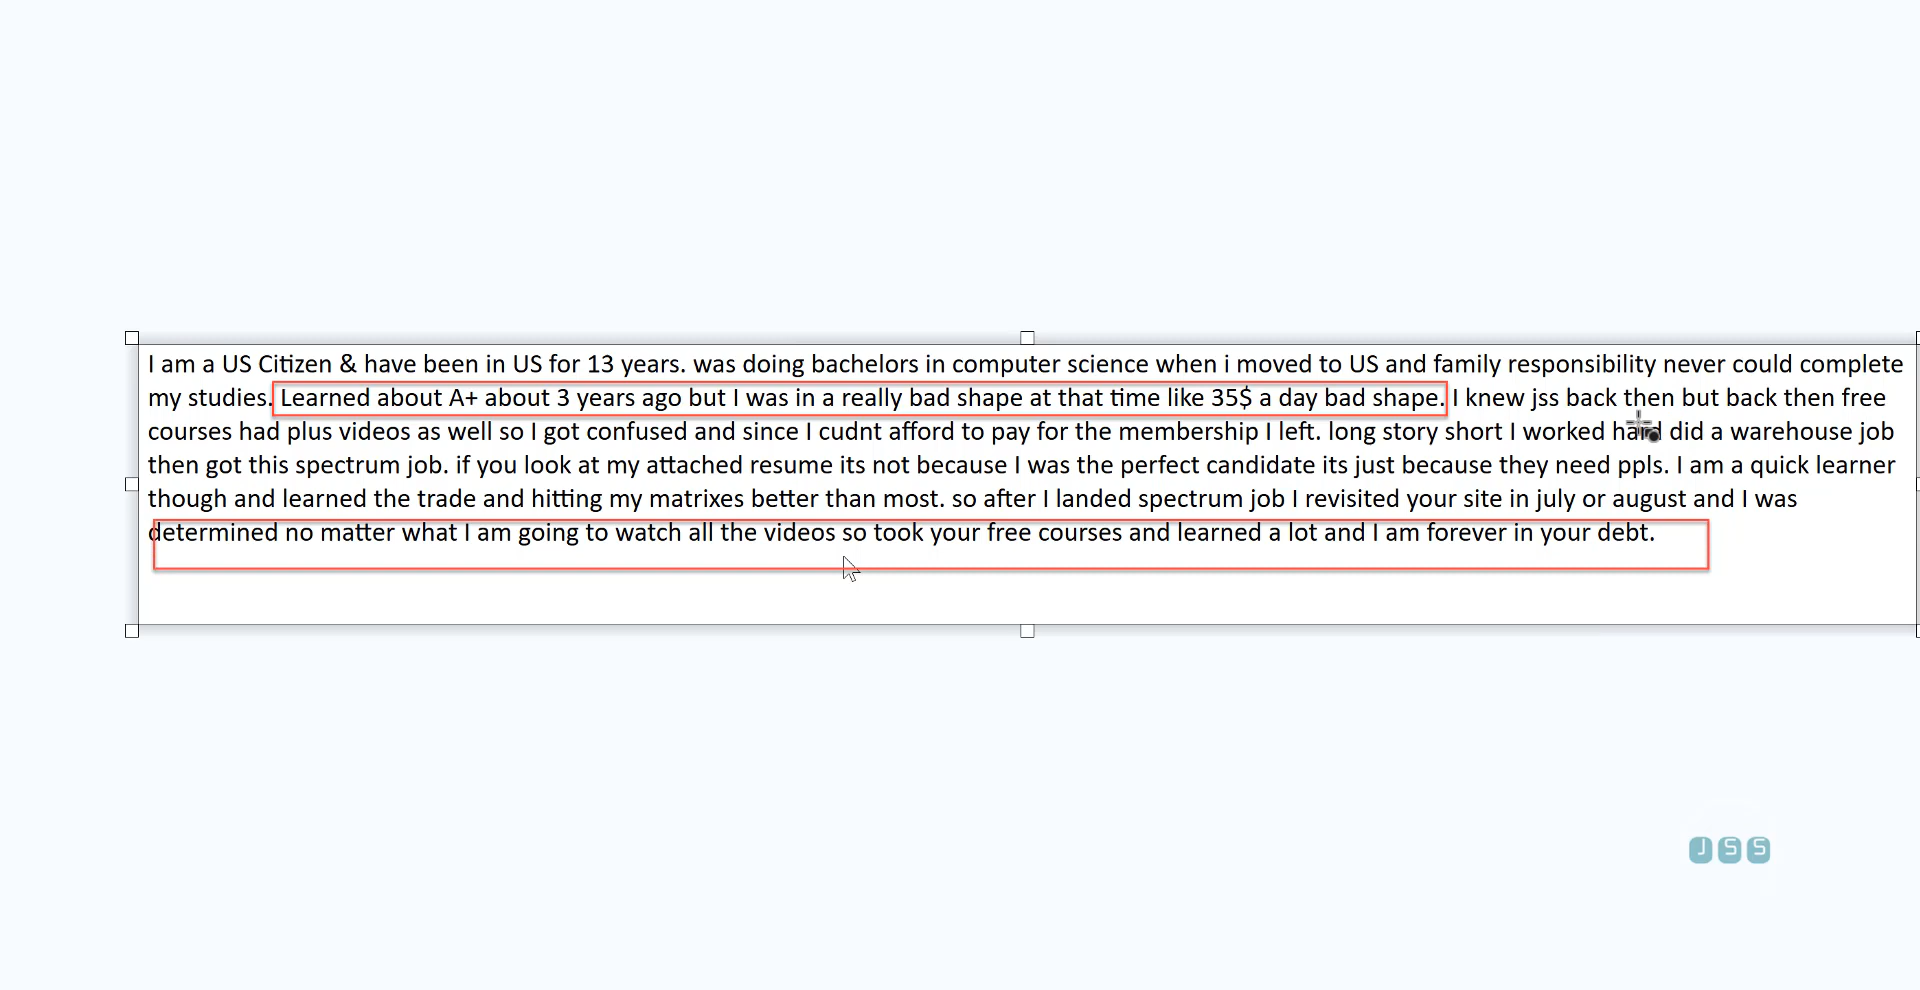 I am a US Citizen & have been in US for 13 years. was doing bachelors in computer science when i moved to US and family responsibility never could complete
my studies. Learned about A+ about 3 years ago but I was in a really bad shape at that time like 35$ a day bad shape. I knew jss back then but back then free
courses had plus videos as well so I got confused and since I cudnt afford to pay for the membership I left. long story short I worked hard did a warehouse job
then got this spectrum job. if you look at my attached resume its not because I was the perfect candidate its just because they need ppls. I am a quick learner
though and learned the trade and hitting my matrixes better than most. so after I landed spectrum job I revisited your site in july or august and I was
determined no matter what I am going to watch all the videos so took your free courses and learned a lot and I am forever in your debt.
JSS